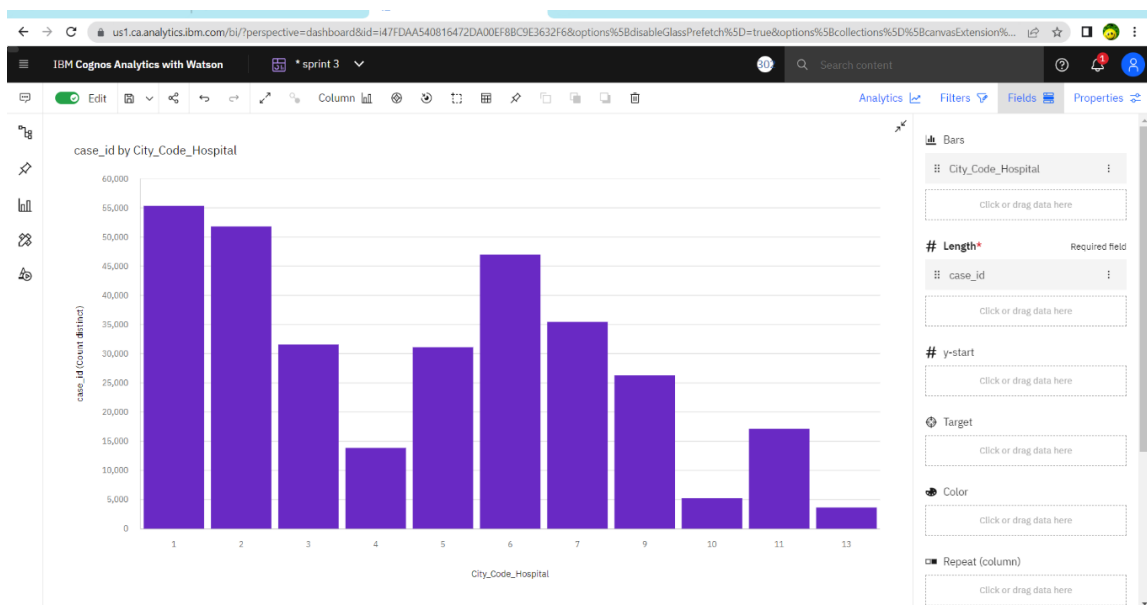 us1.ca.analytics.ibm.com/bi/?perspective=dashboard&id=i47FDAA540816472DA00EF8BC9E3632F6&options%5BdisableGlassPrefetch%5D=true&options%5Bcollections%5D%5BcanvasExtension%...
IBM Cognos Analytics with Watson
* sprint 3
Search content
1
Edit
Column
Analytics
Filters
Fields
Properties
case_id by City_Code_Hospital
60,000
55,000
50,000
45,000
40,000
35,000
30,000
25,000
20,000
15,000
10,000
5,000
0
case_id (Count distinct)
1 2 3 4 5 6 7 9 10 11 13
City_Code_Hospital
Bars
City_Code_Hospital
Click or drag data here
# Length* Required field
case_id
Click or drag data here
# y-start
Click or drag data here
Target
Click or drag data here
Color
Click or drag data here
Repeat (column)
Click or drag data here